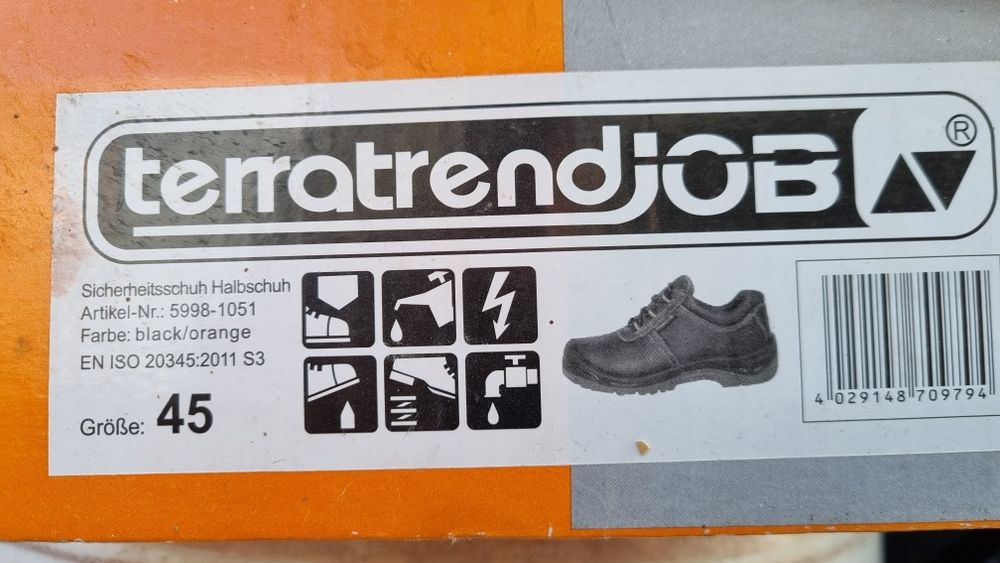 terratrendJOB ®
Sicherheitsschuh Halbschuh
Artikel-Nr.: 5998-1051
Farbe: black/orange
EN ISO 20345:2011 S3
Größe: 45
4 029148 709794